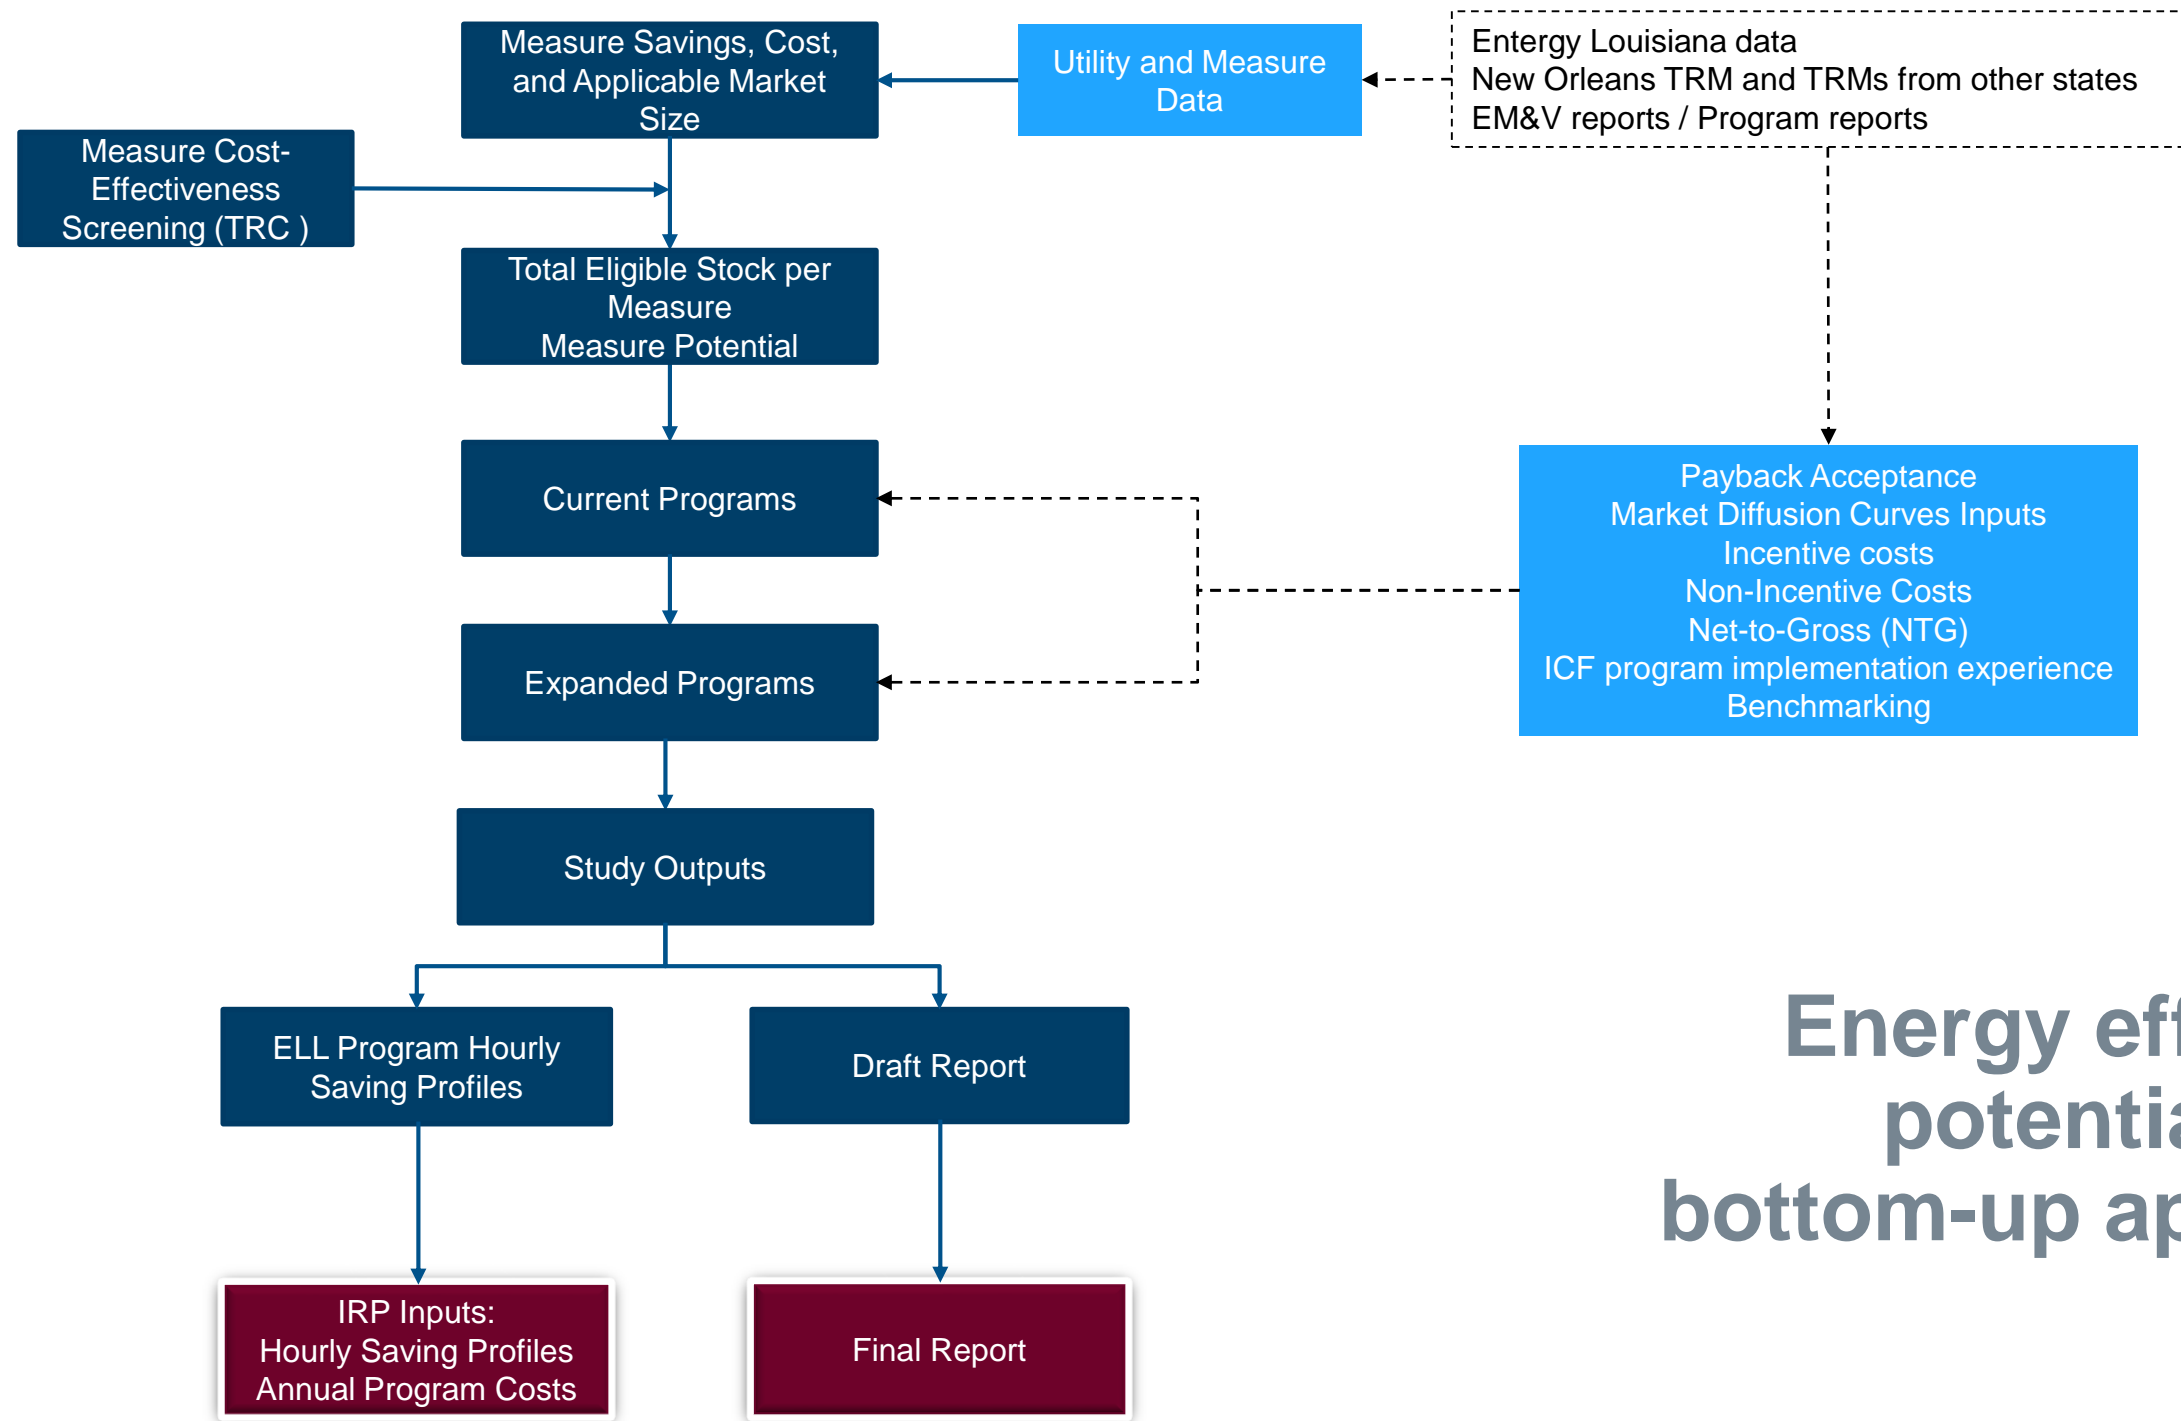 Measure Savings, Cost,
and Applicable Market
Size
Utility and Measure
Data
Entergy Louisiana data
New Orleans TRM and TRMs from other states
EM&V reports / Program reports
Measure Cost-
Effectiveness
Screening (TRC )
Total Eligible Stock per
Measure
Measure Potential
Current Programs
Payback Acceptance
Market Diffusion Curves Inputs
Incentive costs
Non-Incentive Costs
Net-to-Gross (NTG)
ICF program implementation experience
Benchmarking
Expanded Programs
Study Outputs
ELL Program Hourly
Saving Profiles
Draft Report
Energy eff
potentia
bottom-up ap
IRP Inputs:
Hourly Saving Profiles
Annual Program Costs
Final Report